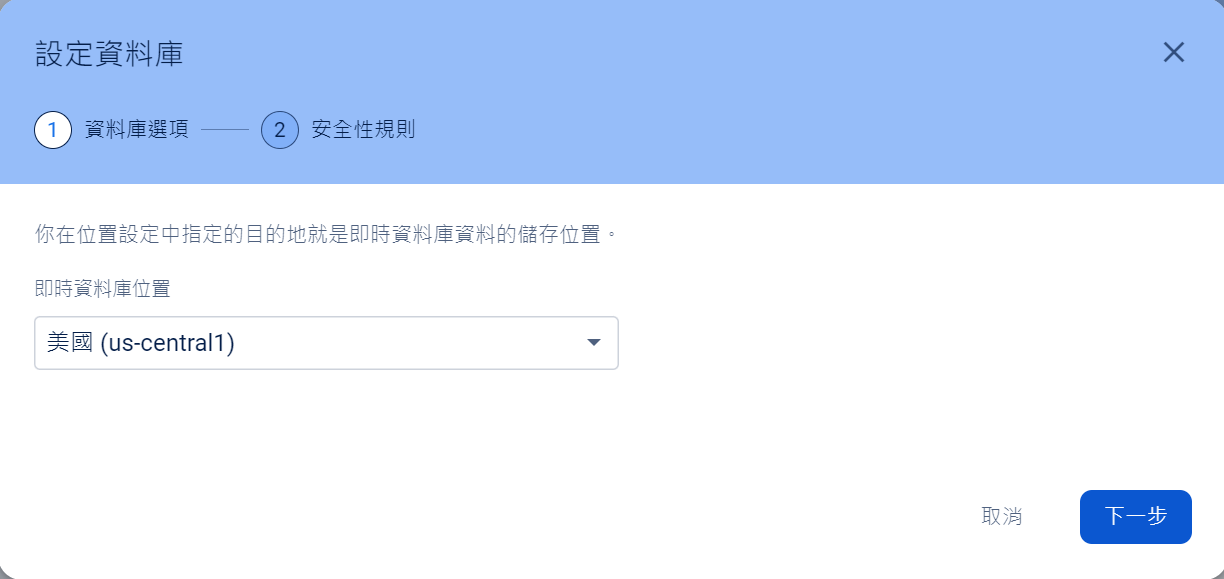 設定資料庫
1 資料庫選項 2 安全性規則
你在位置設定中指定的目的地就是即時資料庫資料的儲存位置。
即時資料庫位置
美國 (us-central1)
取消 下一步